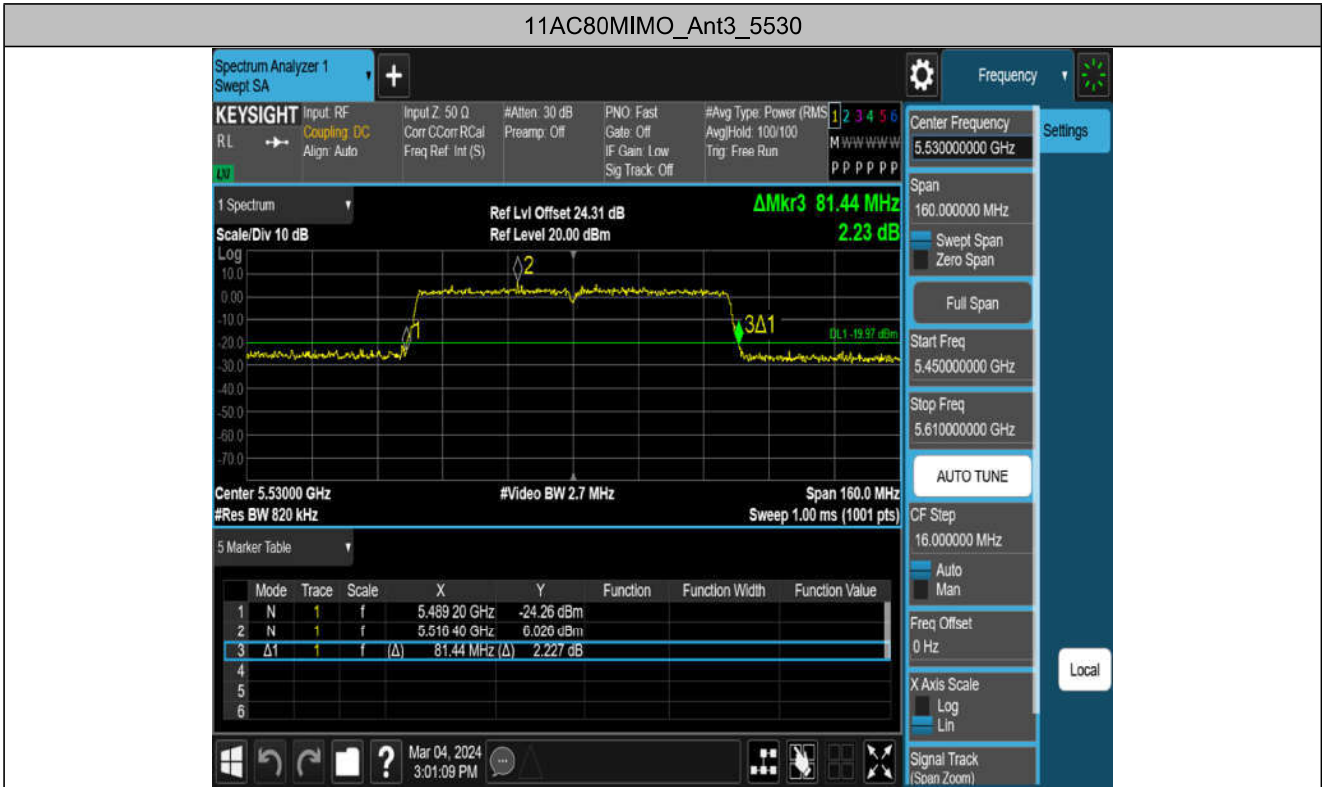 11AC80MIMO_Ant3_5530
Spectrum Analyzer 1
Swept SA
+
Frequency
KEYSIGHT
RL
LXI
Input: RF
Coupling: DC
Align: Auto
Input Z: 50 Ω
Corr CCorr RCal
Freq Ref: Int (S)
#Atten: 30 dB
Preamp: Off
PNO: Fast
Gate: Off
IF Gain: Low
Sig Track: Off
#Avg Type: Power (RMS
Avg|Hold: 100/100
Trig: Free Run
1 2 3 4 5 6
M W W W W W
P P P P P P
Center Frequency
5.530000000 GHz
Settings
1 Spectrum
Scale/Div 10 dB
Ref Lvl Offset 24.31 dB
Ref Level 20.00 dBm
ΔMkr3 81.44 MHz
2.23 dB
Log
10.0
0.00
-10.0
-20.0
-30.0
-40.0
-50.0
-60.0
-70.0
2
1
3Δ1
DL1 -19.97 dBm
Center 5.53000 GHz
#Res BW 820 kHz
#Video BW 2.7 MHz
Span 160.0 MHz
Sweep 1.00 ms (1001 pts)
Span
160.000000 MHz
Swept Span
Zero Span
Full Span
Start Freq
5.450000000 GHz
Stop Freq
5.610000000 GHz
AUTO TUNE
CF Step
16.000000 MHz
Auto
Man
Freq Offset
0 Hz
X Axis Scale
Log
Lin
Signal Track
(Span Zoom)
Local
5 Marker Table
Mode Trace Scale X Y Function Function Width Function Value
1 N 1 f 5.489 20 GHz -24.26 dBm
2 N 1 f 5.516 40 GHz 6.026 dBm
3 Δ1 1 f (Δ) 81.44 MHz (Δ) 2.227 dB
4
5
6
?
Mar 04, 2024
3:01:09 PM